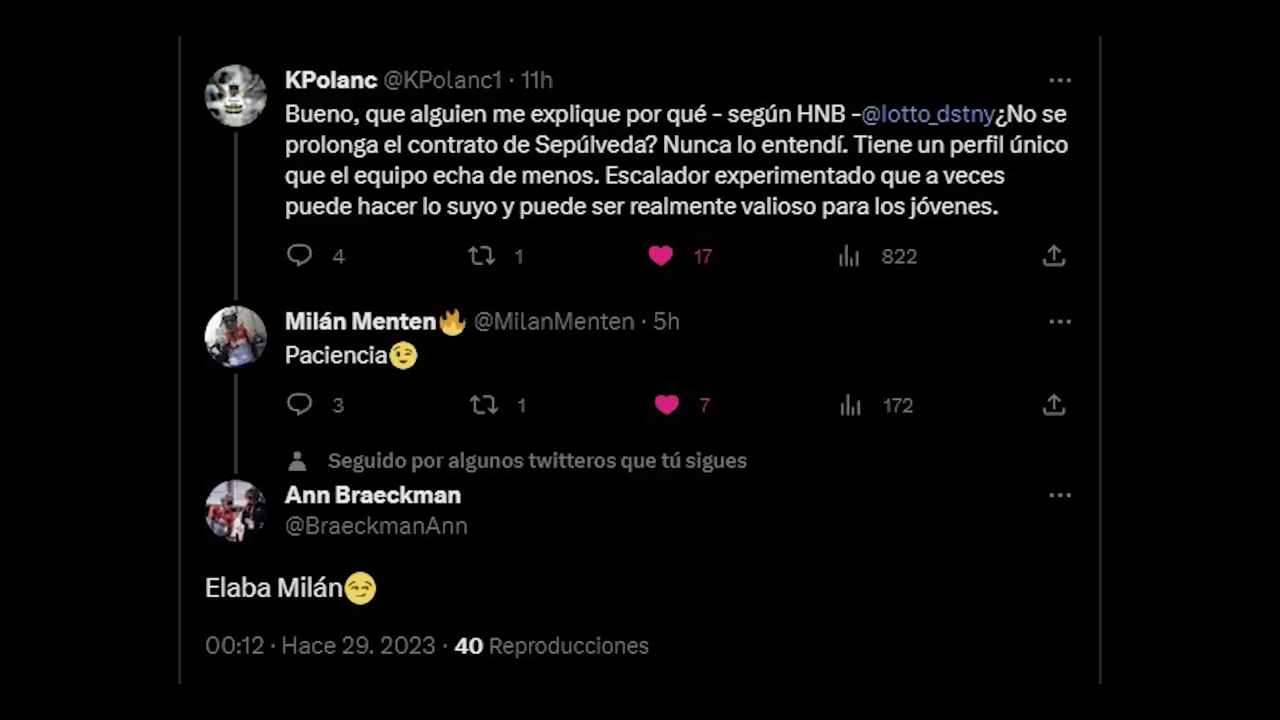 KPolanc @KPolanc1 · 11h
Bueno, que alguien me explique por qué - según HNB -@lotto_dstny¿No se
prolonga el contrato de Sepúlveda? Nunca lo entendí. Tiene un perfil único
que el equipo echa de menos. Escalador experimentado que a veces
puede hacer lo suyo y puede ser realmente valioso para los jóvenes.
4 1 17 822
Milán Menten🔥 @MilanMenten · 5h
Paciencia😉
3 1 7 172
Seguido por algunos twitteros que tú sigues
Ann Braeckman
@BraeckmanAnn
Elaba Milán😏
00:12 · Hace 29. 2023 · 40 Reproducciones